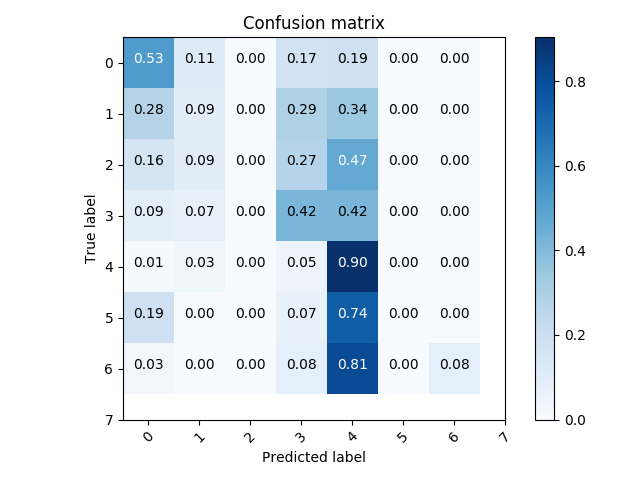 Confusion matrix
True label
0 0.53 0.11 0.00 0.17 0.19 0.00 0.00
1 0.28 0.09 0.00 0.29 0.34 0.00 0.00
2 0.16 0.09 0.00 0.27 0.47 0.00 0.00
3 0.09 0.07 0.00 0.42 0.42 0.00 0.00
4 0.01 0.03 0.00 0.05 0.90 0.00 0.00
5 0.19 0.00 0.00 0.07 0.74 0.00 0.00
6 0.03 0.00 0.00 0.08 0.81 0.00 0.08
7
0 1 2 3 4 5 6 7
Predicted label
0.8
0.6
0.4
0.2
0.0